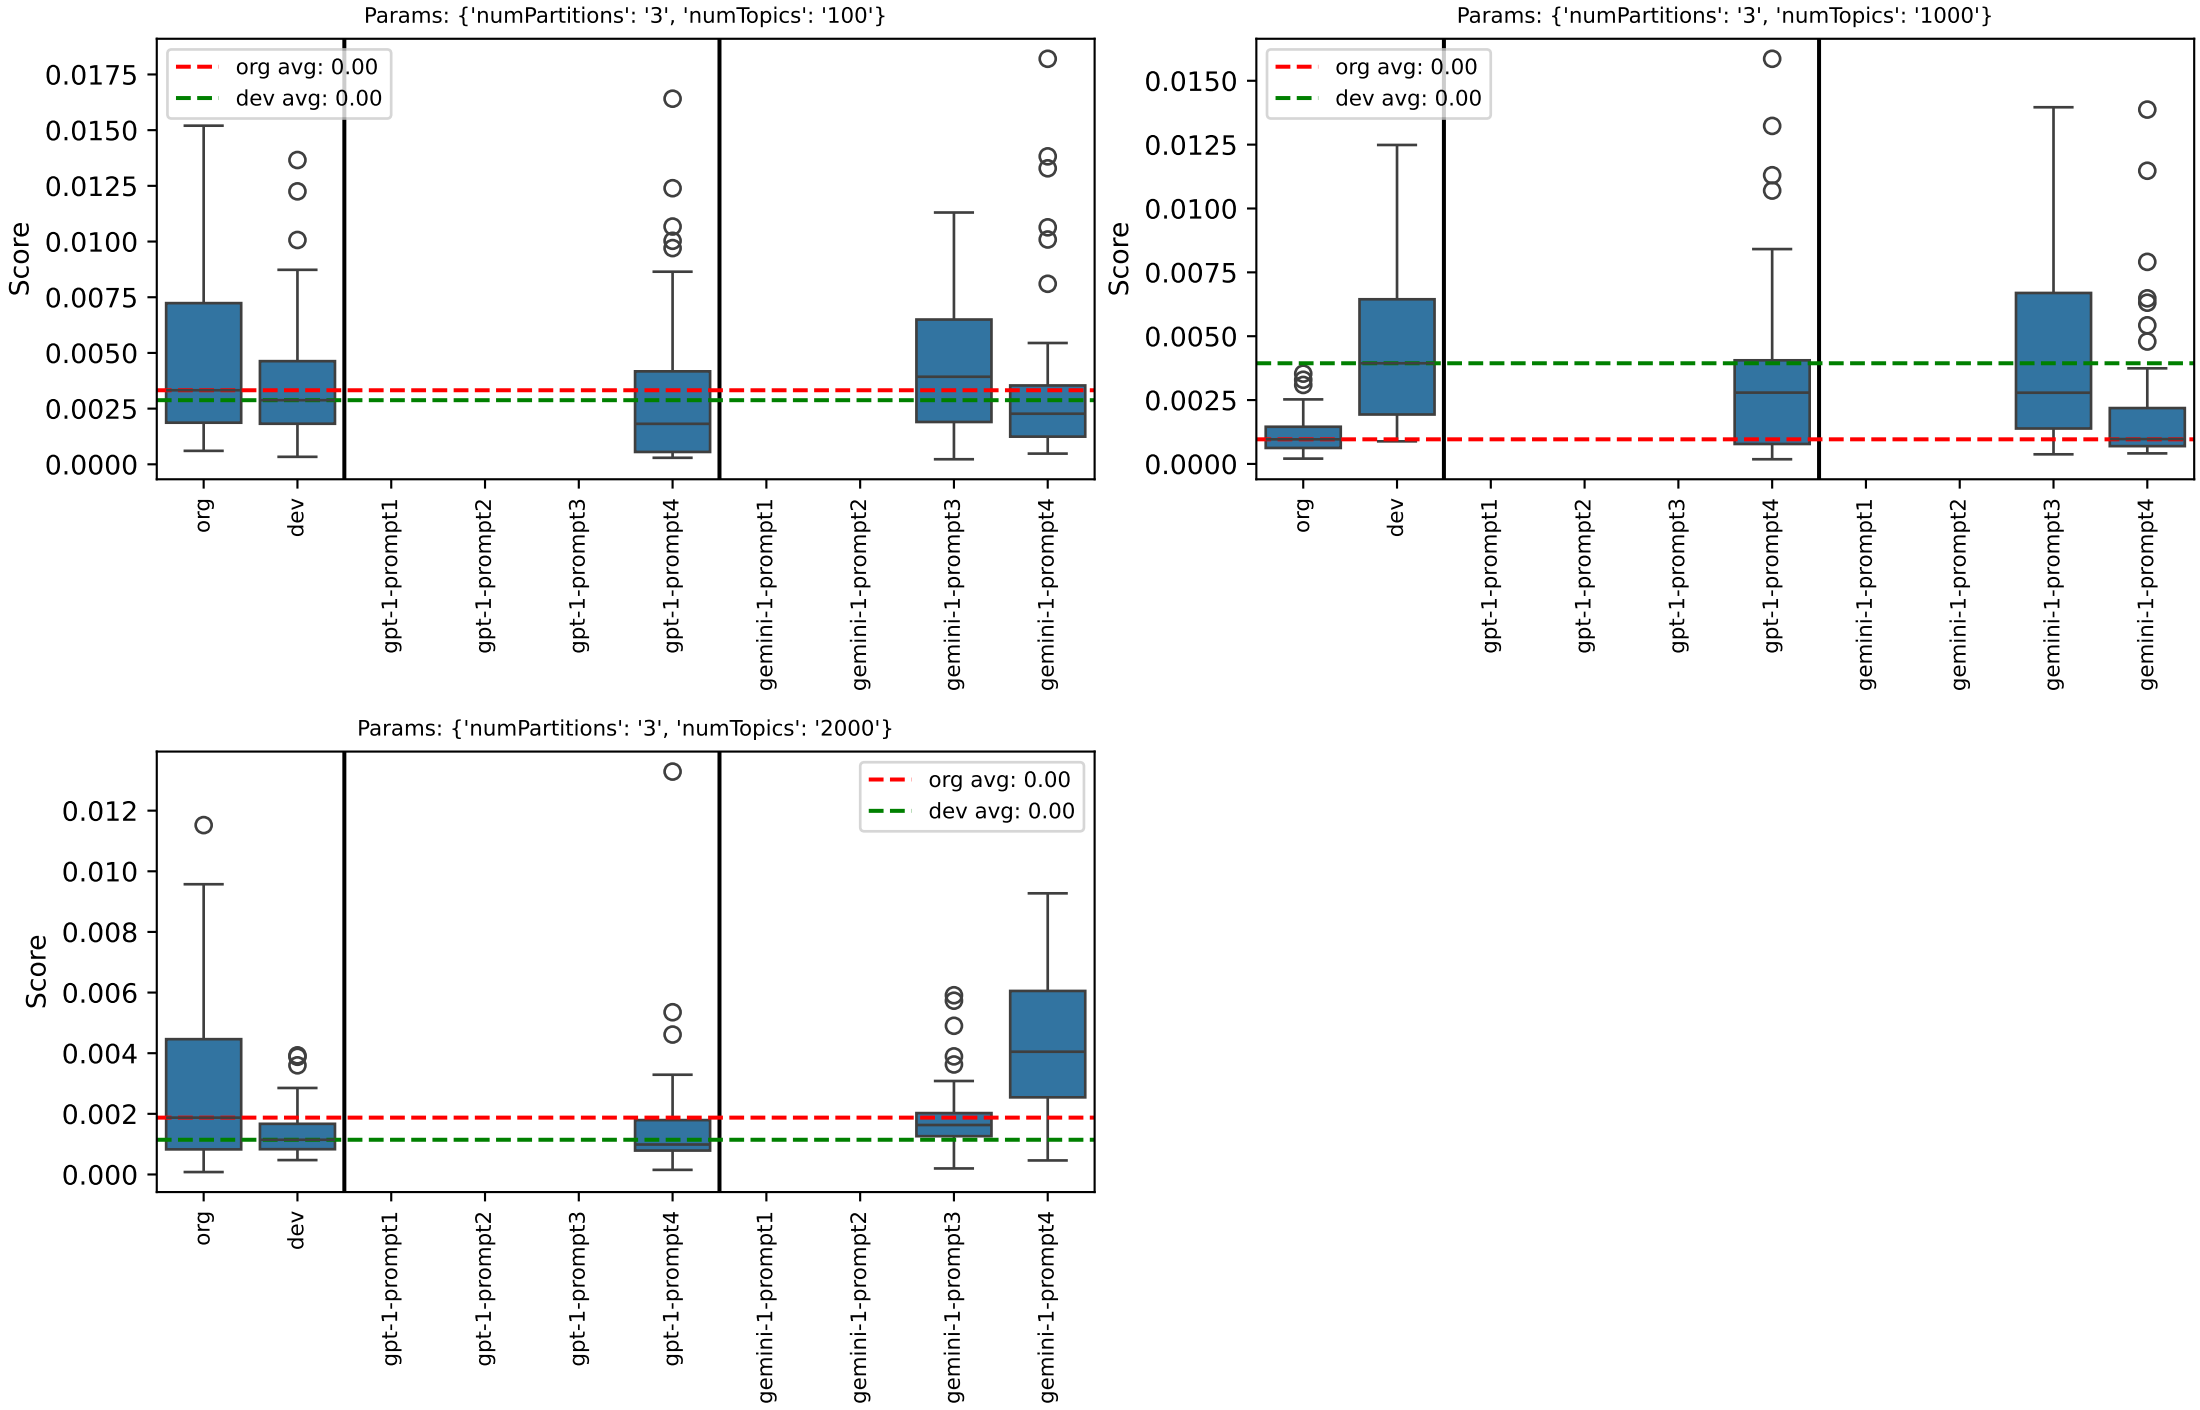 Params: {'numPartitions': '3', 'numTopics': '100'}
org avg: 0.00
dev avg: 0.00
Score
0.0175
0.0150
0.0125
0.0100
0.0075
0.0050
0.0025
0.0000
org
dev
gpt-1-prompt1
gpt-1-prompt2
gpt-1-prompt3
gpt-1-prompt4
gemini-1-prompt1
gemini-1-prompt2
gemini-1-prompt3
gemini-1-prompt4
Params: {'numPartitions': '3', 'numTopics': '1000'}
org avg: 0.00
dev avg: 0.00
Score
0.0150
0.0125
0.0100
0.0075
0.0050
0.0025
0.0000
org
dev
gpt-1-prompt1
gpt-1-prompt2
gpt-1-prompt3
gpt-1-prompt4
gemini-1-prompt1
gemini-1-prompt2
gemini-1-prompt3
gemini-1-prompt4
Params: {'numPartitions': '3', 'numTopics': '2000'}
org avg: 0.00
dev avg: 0.00
Score
0.012
0.010
0.008
0.006
0.004
0.002
0.000
org
dev
gpt-1-prompt1
gpt-1-prompt2
gpt-1-prompt3
gpt-1-prompt4
gemini-1-prompt1
gemini-1-prompt2
gemini-1-prompt3
gemini-1-prompt4